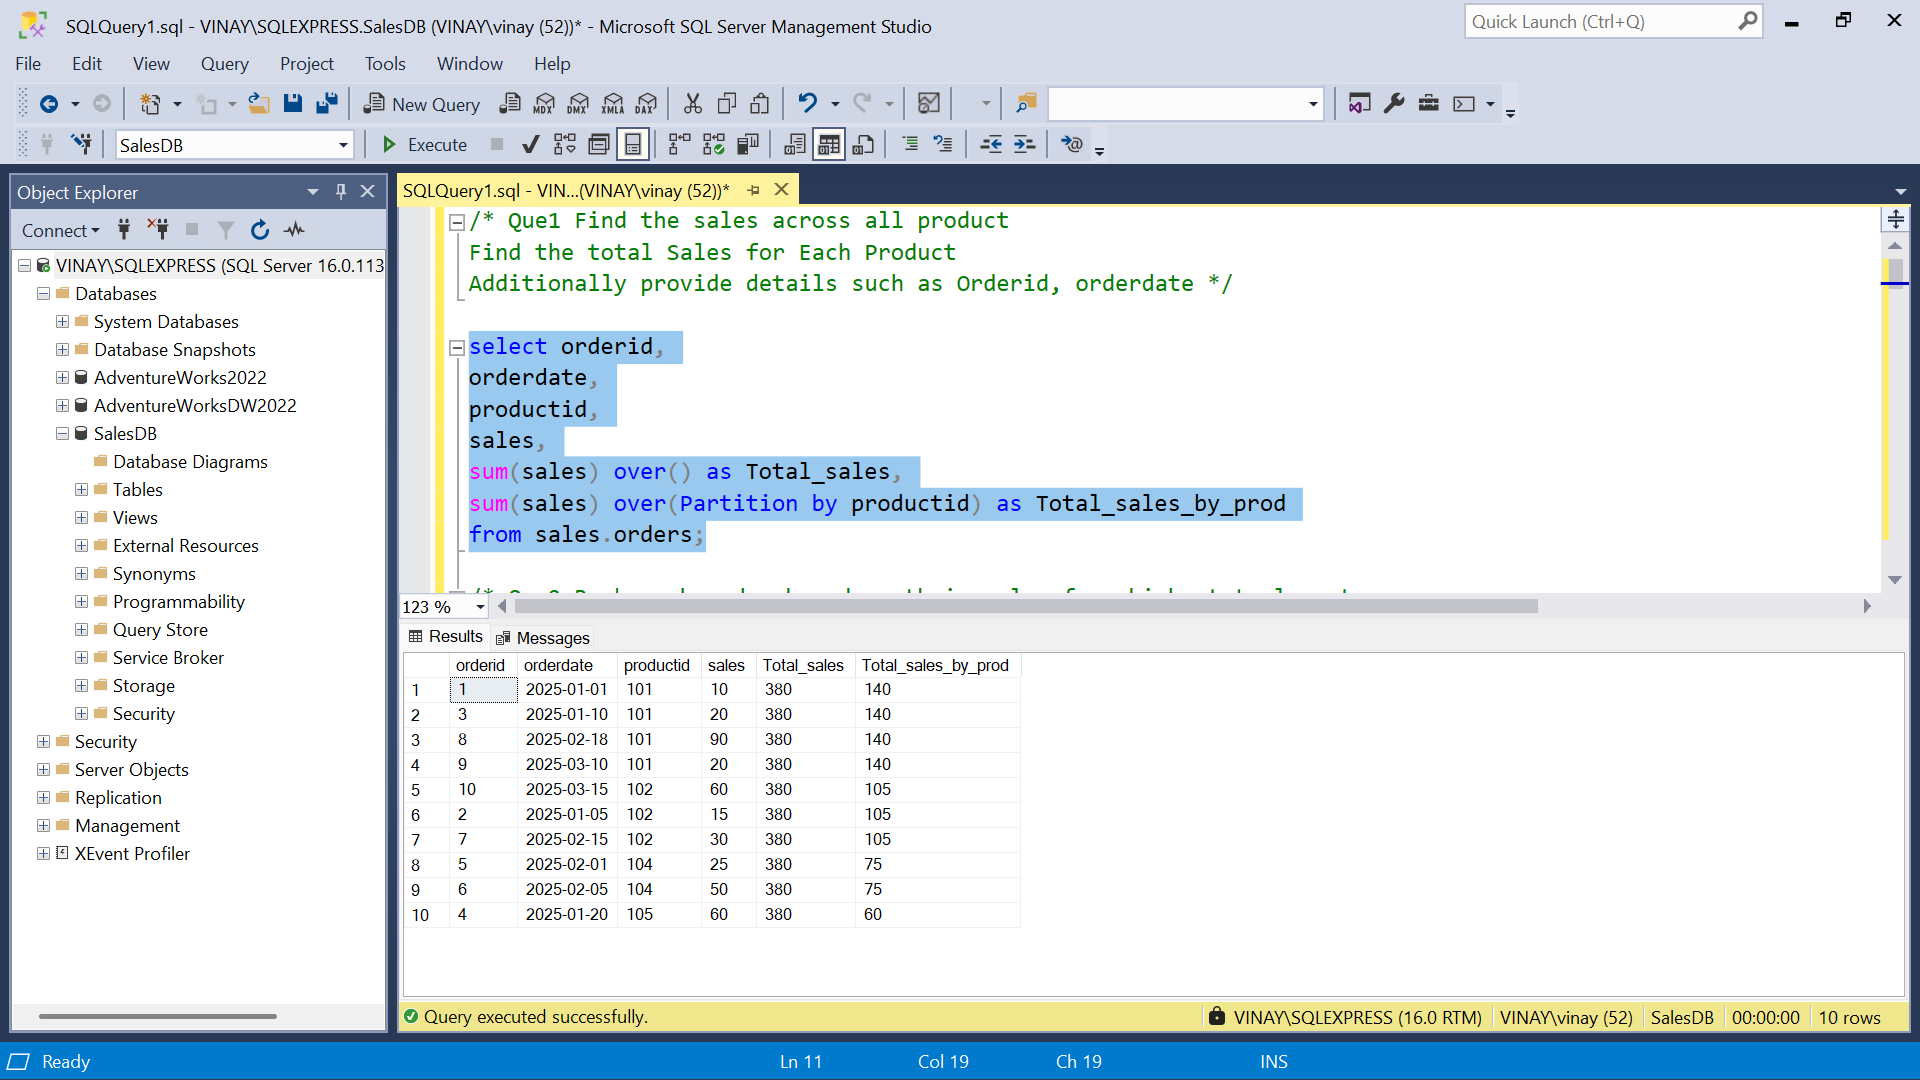 SQLQuery1.sql - VINAY\SQLEXPRESS.SalesDB (VINAY\vinay (52))* - Microsoft SQL Server Management Studio
Quick Launch (Ctrl+Q)
File Edit View Query Project Tools Window Help
New Query MDX DMX XMLA DAX
SalesDB Execute
Object Explorer
Connect
VINAY\SQLEXPRESS (SQL Server 16.0.113
Databases
System Databases
Database Snapshots
AdventureWorks2022
AdventureWorksDW2022
SalesDB
Database Diagrams
Tables
Views
External Resources
Synonyms
Programmability
Query Store
Service Broker
Storage
Security
Security
Server Objects
Replication
Management
XEvent Profiler
SQLQuery1.sql - VIN...(VINAY\vinay (52))*
/* Que1 Find the sales across all product
Find the total Sales for Each Product
Additionally provide details such as Orderid, orderdate */
select orderid,
orderdate,
productid,
sales,
sum(sales) over() as Total_sales,
sum(sales) over(Partition by productid) as Total_sales_by_prod
from sales.orders;
123 %
Results Messages
orderid orderdate productid sales Total_sales Total_sales_by_prod
1 1 2025-01-01 101 10 380 140
2 3 2025-01-10 101 20 380 140
3 8 2025-02-18 101 90 380 140
4 9 2025-03-10 101 20 380 140
5 10 2025-03-15 102 60 380 105
6 2 2025-01-05 102 15 380 105
7 7 2025-02-15 102 30 380 105
8 5 2025-02-01 104 25 380 75
9 6 2025-02-05 104 50 380 75
10 4 2025-01-20 105 60 380 60
Query executed successfully. VINAY\SQLEXPRESS (16.0 RTM) VINAY\vinay (52) SalesDB 00:00:00 10 rows
Ready Ln 11 Col 19 Ch 19 INS